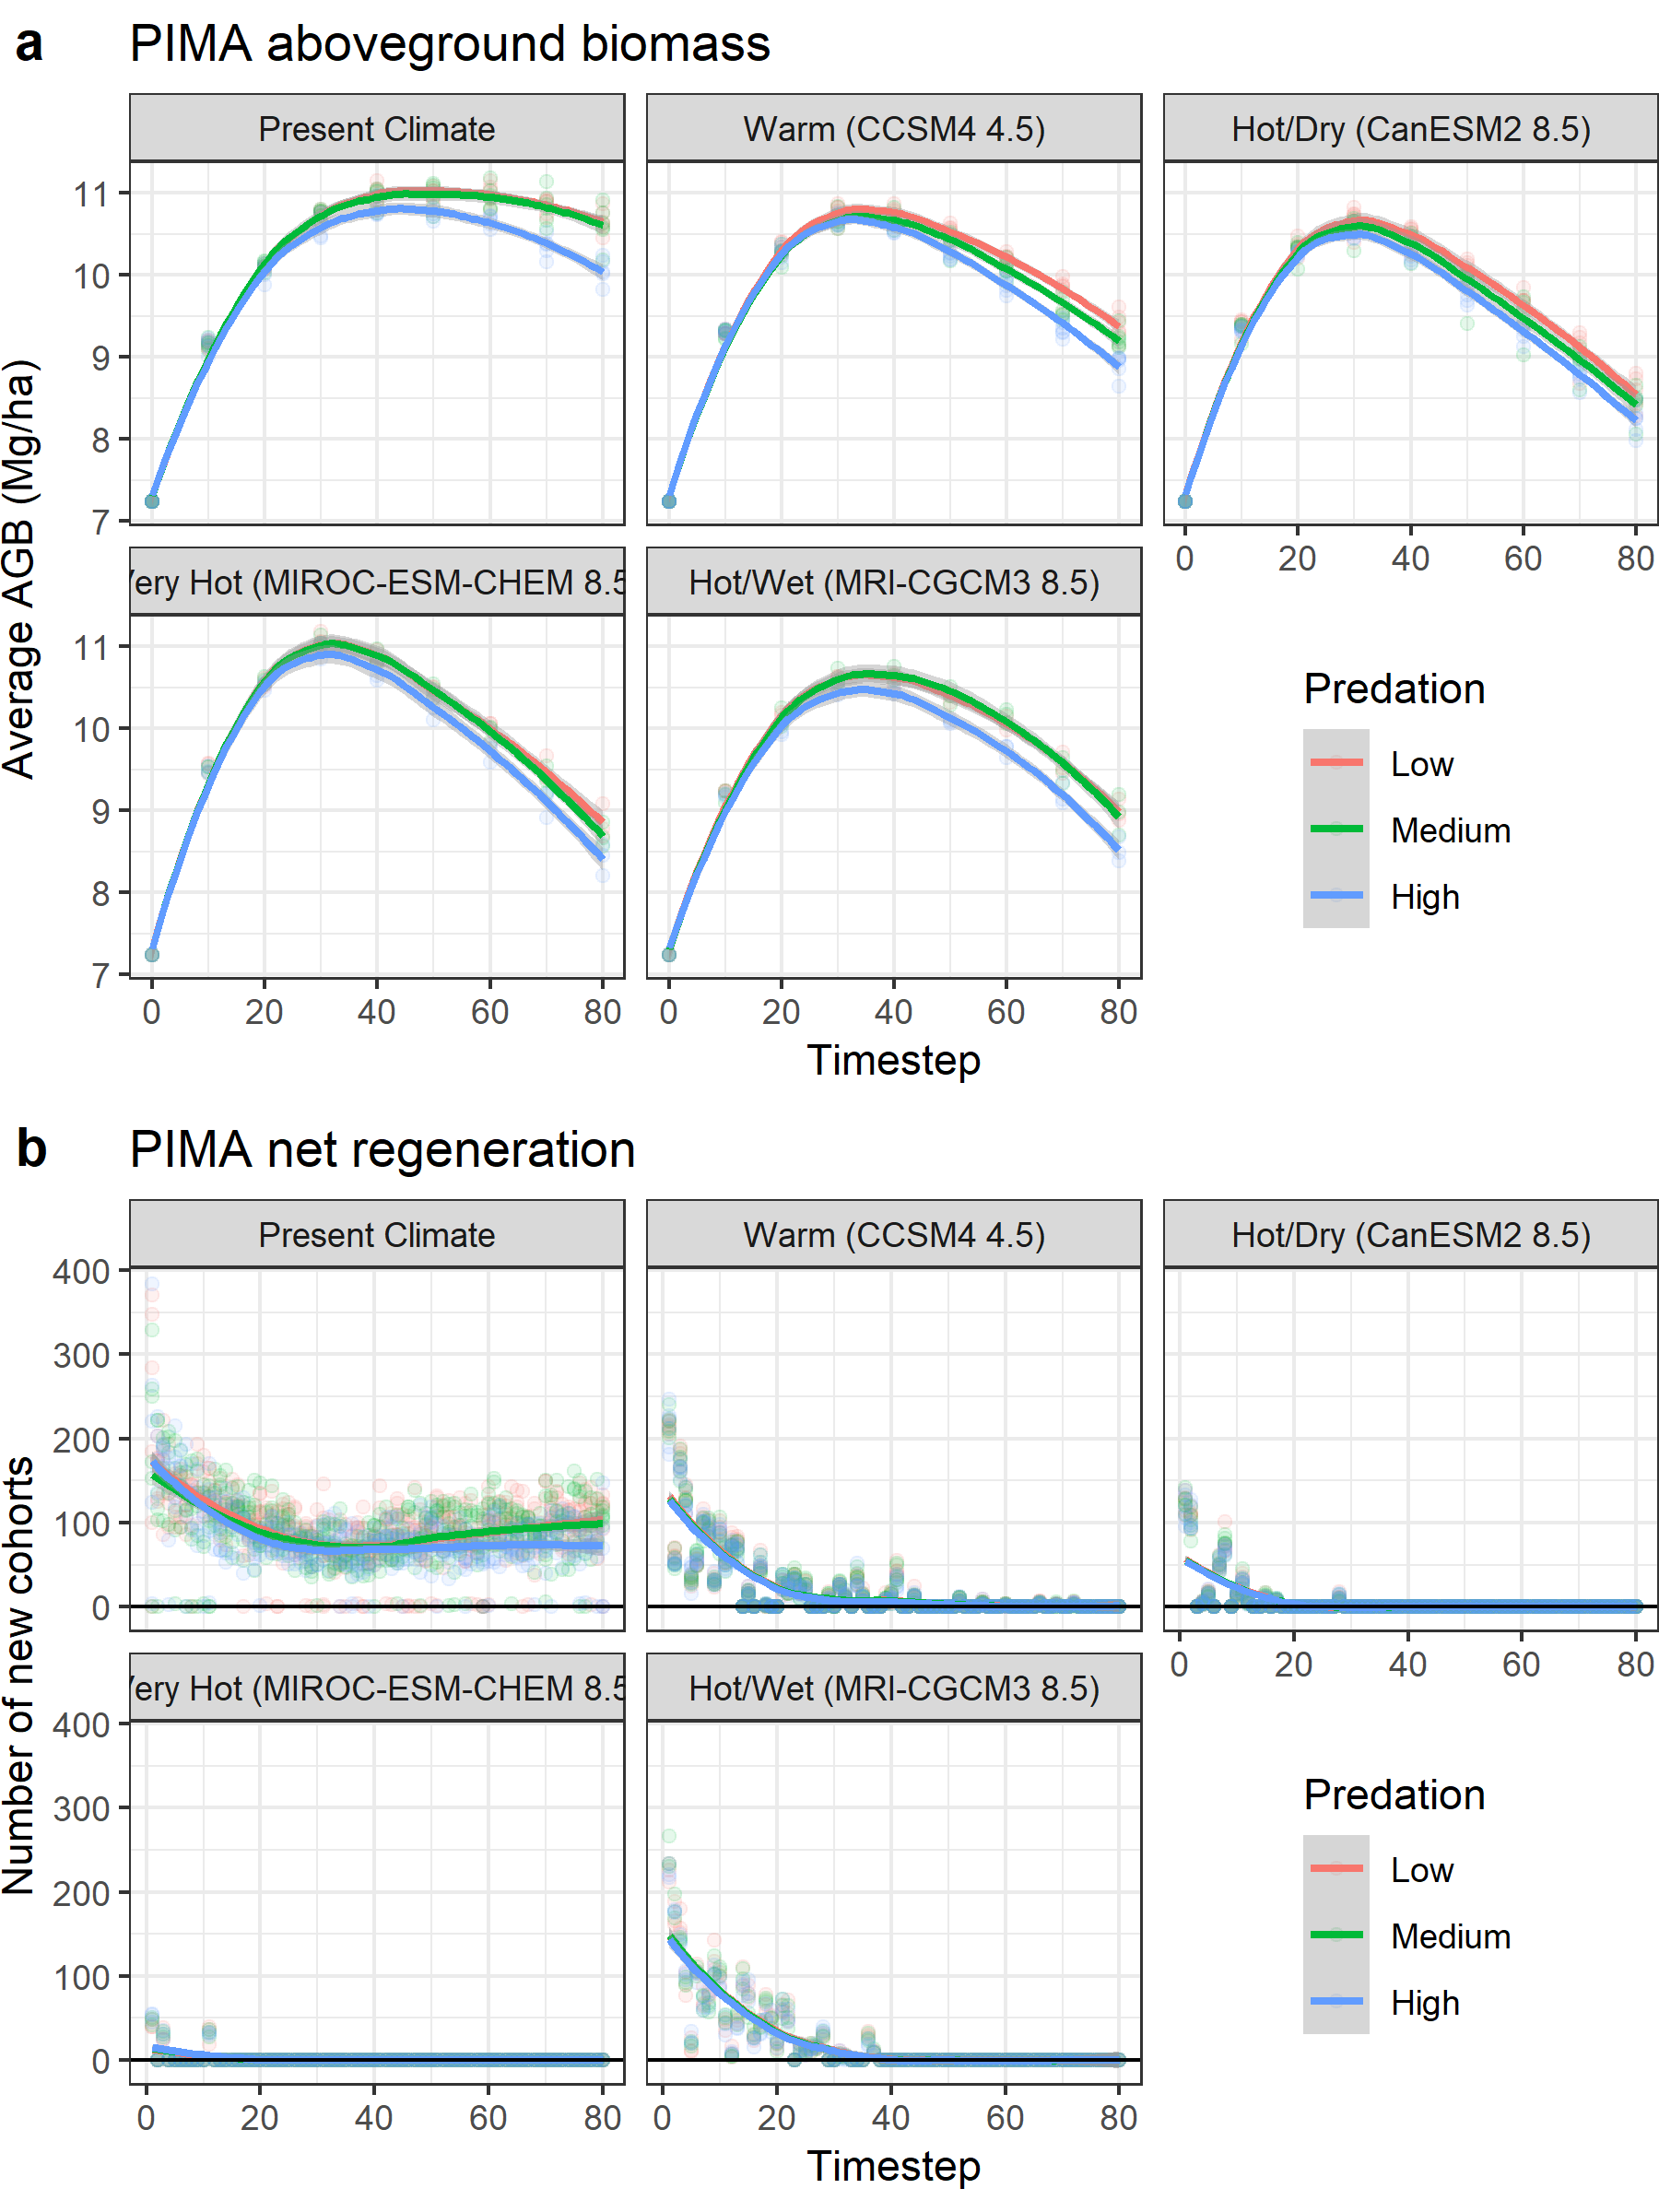 a PIMA aboveground biomass
Present Climate
Warm (CCSM4 4.5)
Hot/Dry (CanESM2 8.5)
11
10
9
8
7
0 20 40 60 80
ery Hot (MIROC-ESM-CHEM 8.5
Hot/Wet (MRI-CGCM3 8.5)
11
10
9
8
7
0 20 40 60 80
0 20 40 60 80
Average AGB (Mg/ha)
Timestep
Predation
Low
Medium
High
b PIMA net regeneration
Present Climate
Warm (CCSM4 4.5)
Hot/Dry (CanESM2 8.5)
400
300
200
100
0
0 20 40 60 80
ery Hot (MIROC-ESM-CHEM 8.5
Hot/Wet (MRI-CGCM3 8.5)
400
300
200
100
0
0 20 40 60 80
0 20 40 60 80
Number of new cohorts
Timestep
Predation
Low
Medium
High